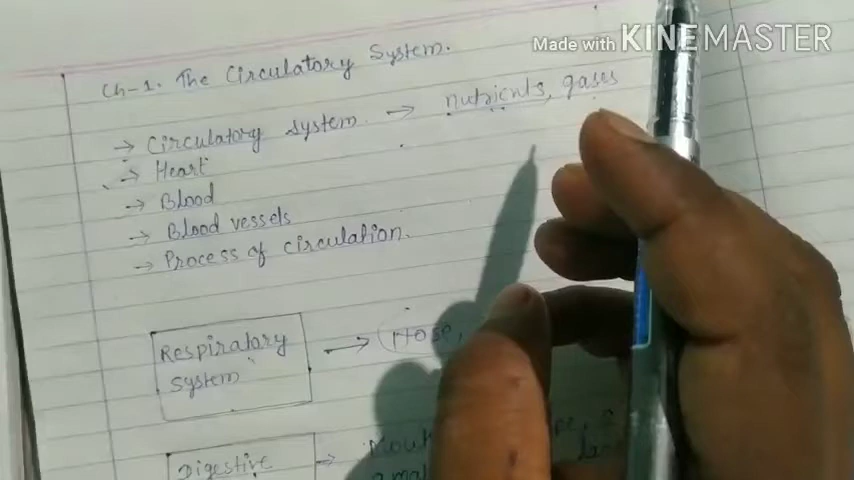 Made with KINEMASTER
Ch-1. The Circulatory System.
→ Circulatory System → nutrients, gases
→ Heart
→ Blood
→ Blood vessels
→ Process of circulation.
Respiratory → Nose,
System
Digestive →